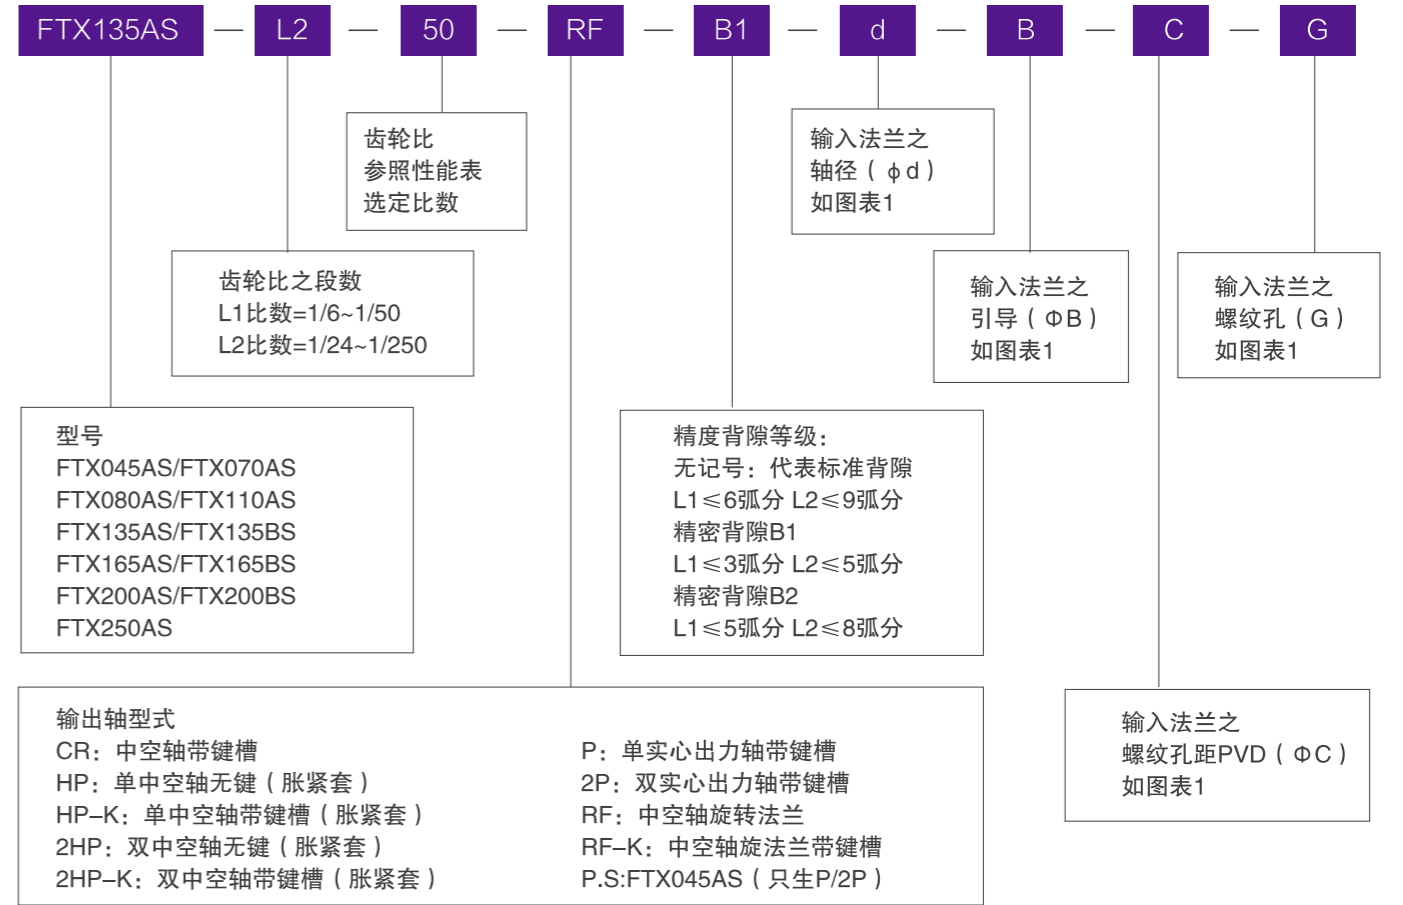 FTX135AS — L2 — 50 — RF — B1 — d — B — C — G
齿轮比
参照性能表
选定比数
输入法兰之
轴径（ φd）
如图表1
齿轮比之段数
L1比数=1/6~1/50
L2比数=1/24~1/250
输入法兰之
引导（ΦB）
如图表1
输入法兰之
螺纹孔（G）
如图表1
型号
FTX045AS/FTX070AS
FTX080AS/FTX110AS
FTX135AS/FTX135BS
FTX165AS/FTX165BS
FTX200AS/FTX200BS
FTX250AS
精度背隙等级：
无记号：代表标准背隙
L1≤6弧分 L2≤9弧分
精密背隙B1
L1≤3弧分 L2≤5弧分
精密背隙B2
L1≤5弧分 L2≤8弧分
输出轴型式
CR：中空轴带键槽
HP：单中空轴无键（胀紧套）
HP–K：单中空轴带键槽（胀紧套）
2HP：双中空轴无键（胀紧套）
2HP–K：双中空轴带键槽（胀紧套）
P：单实心出力轴带键槽
2P：双实心出力轴带键槽
RF：中空轴旋转法兰
RF–K：中空轴旋法兰带键槽
P.S:FTX045AS（只生P/2P）
输入法兰之
螺纹孔距PVD（ΦC）
如图表1